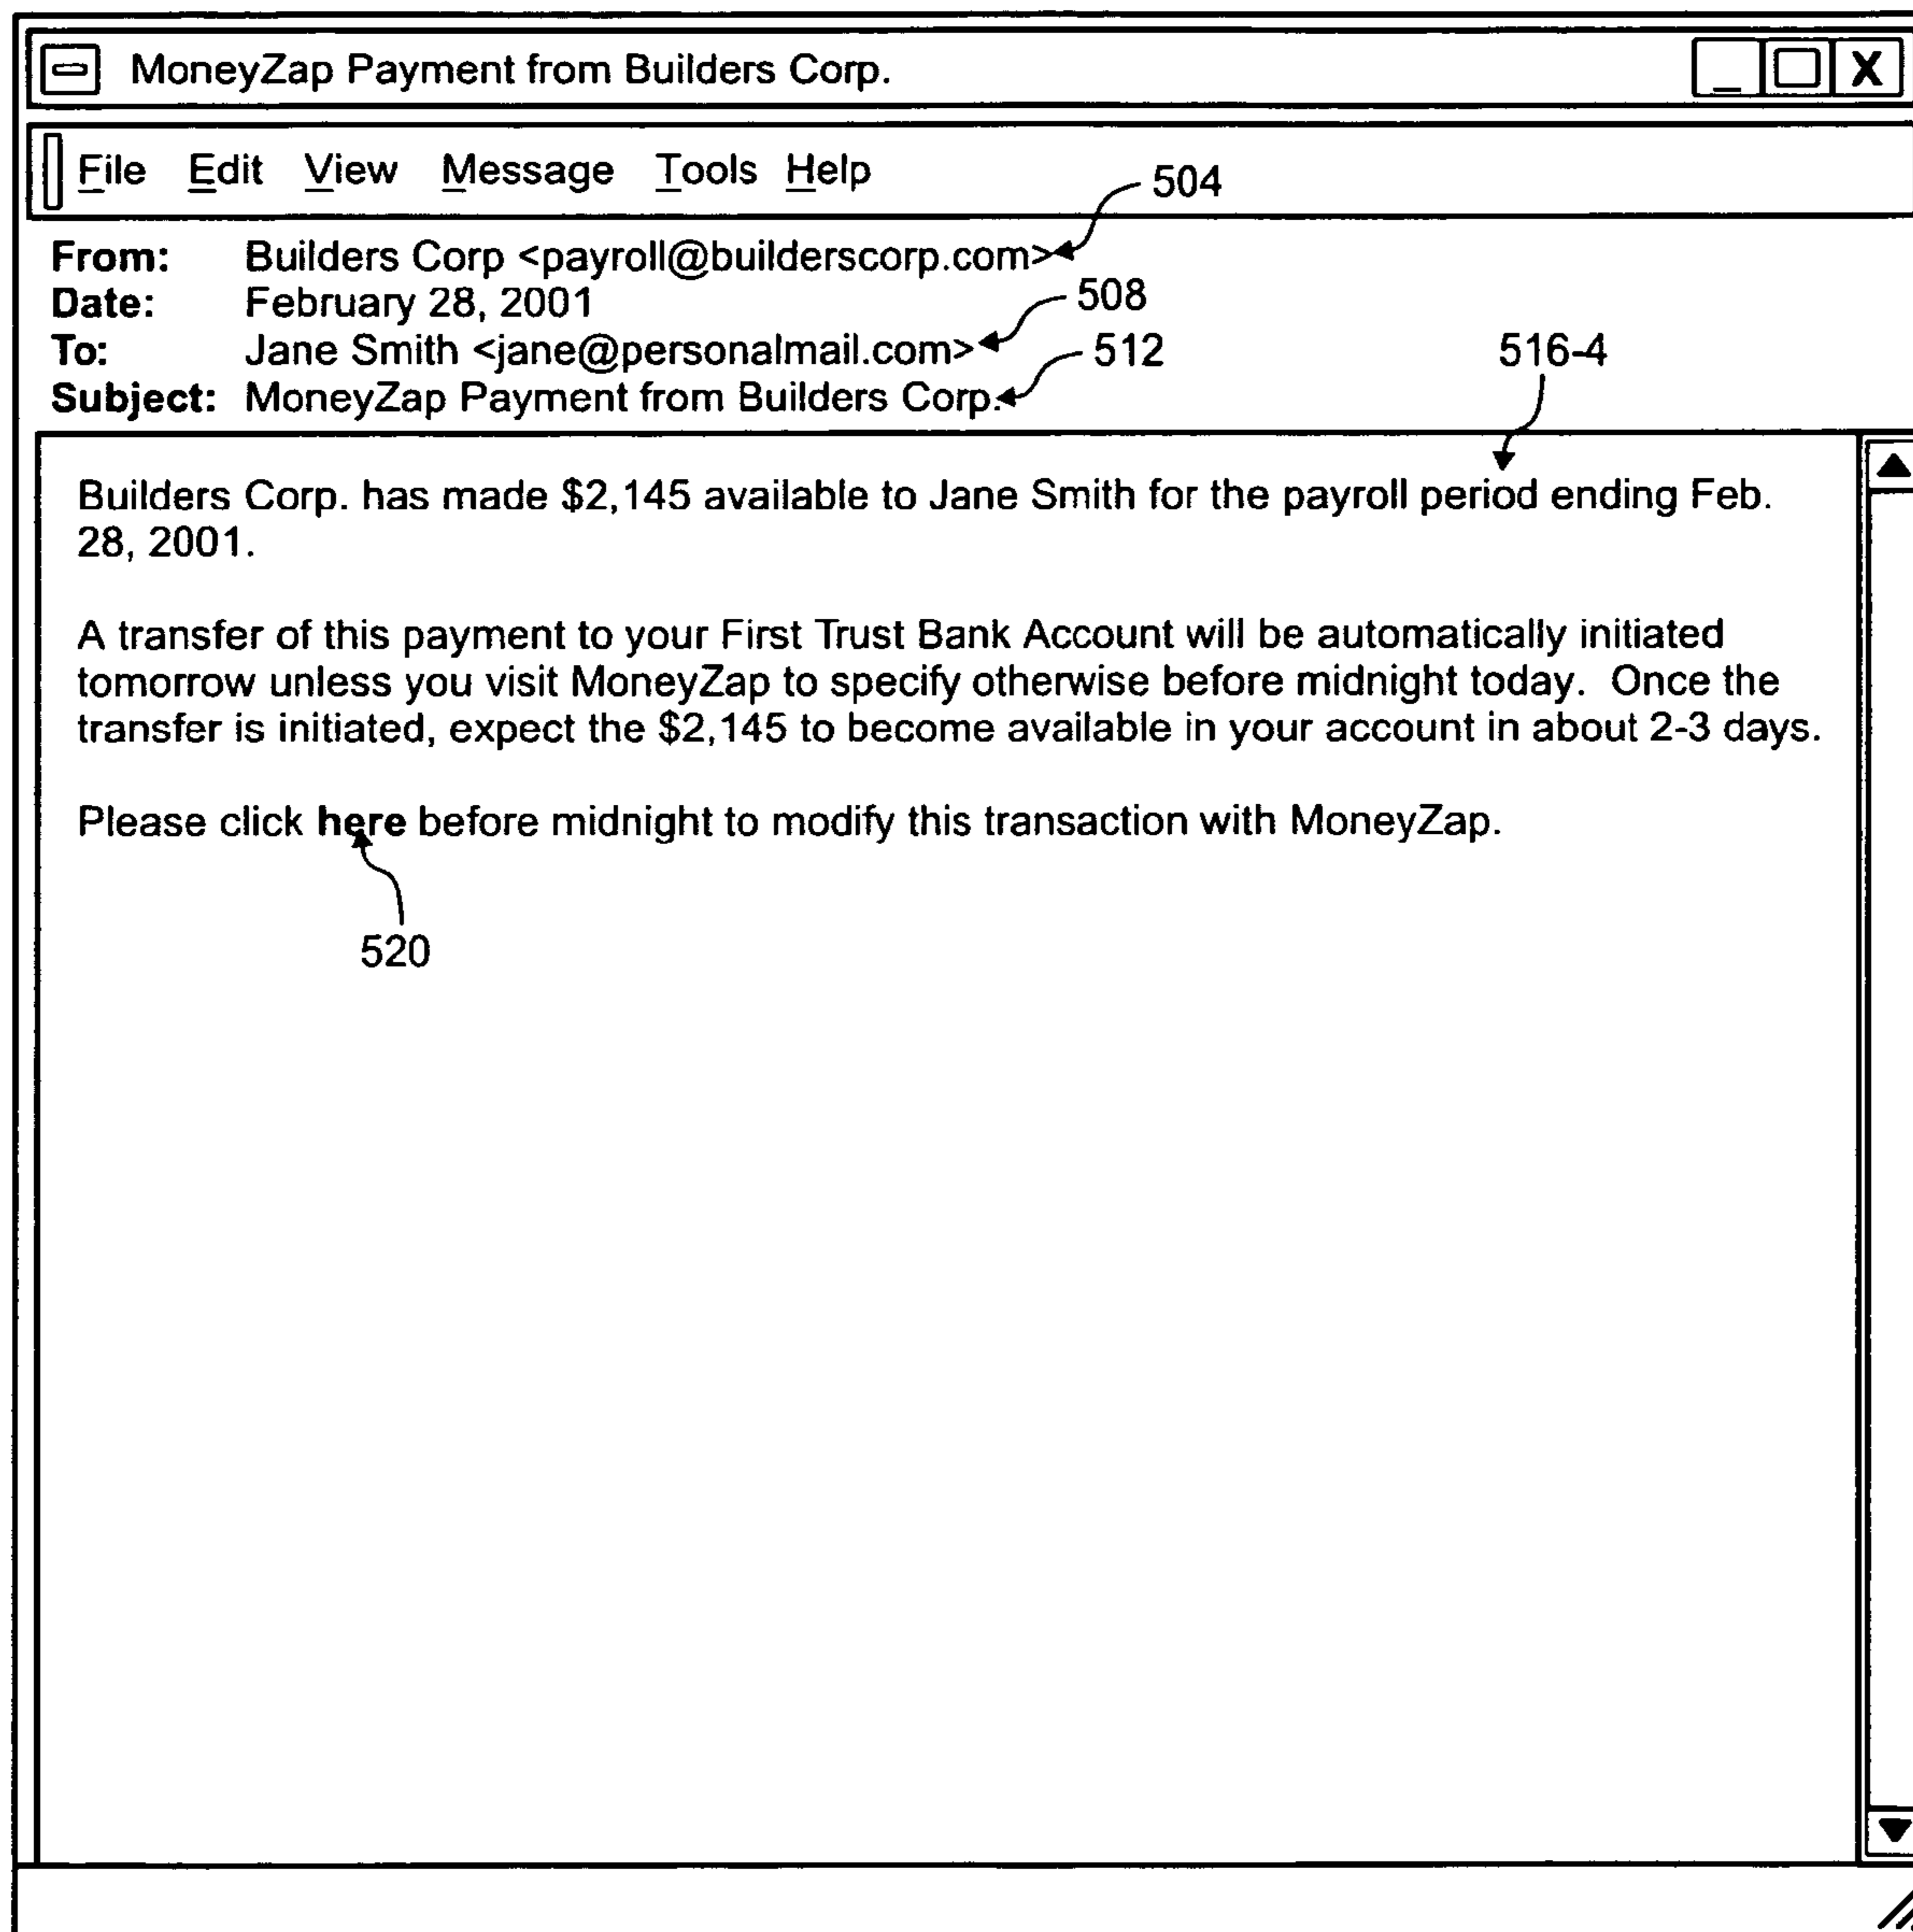 MoneyZap Payment from Builders Corp.
X
File Edit View Message Tools Help
504
From: Builders Corp <payroll@builderscorp.com>
Date: February 28, 2001
508
To: Jane Smith <jane@personalmail.com>
512
516-4
Subject: MoneyZap Payment from Builders Corp.
Builders Corp. has made $2,145 available to Jane Smith for the payroll period ending Feb.
28, 2001.
A transfer of this payment to your First Trust Bank Account will be automatically initiated
tomorrow unless you visit MoneyZap to specify otherwise before midnight today. Once the
transfer is initiated, expect the $2,145 to become available in your account in about 2-3 days.
Please click here before midnight to modify this transaction with MoneyZap.
520